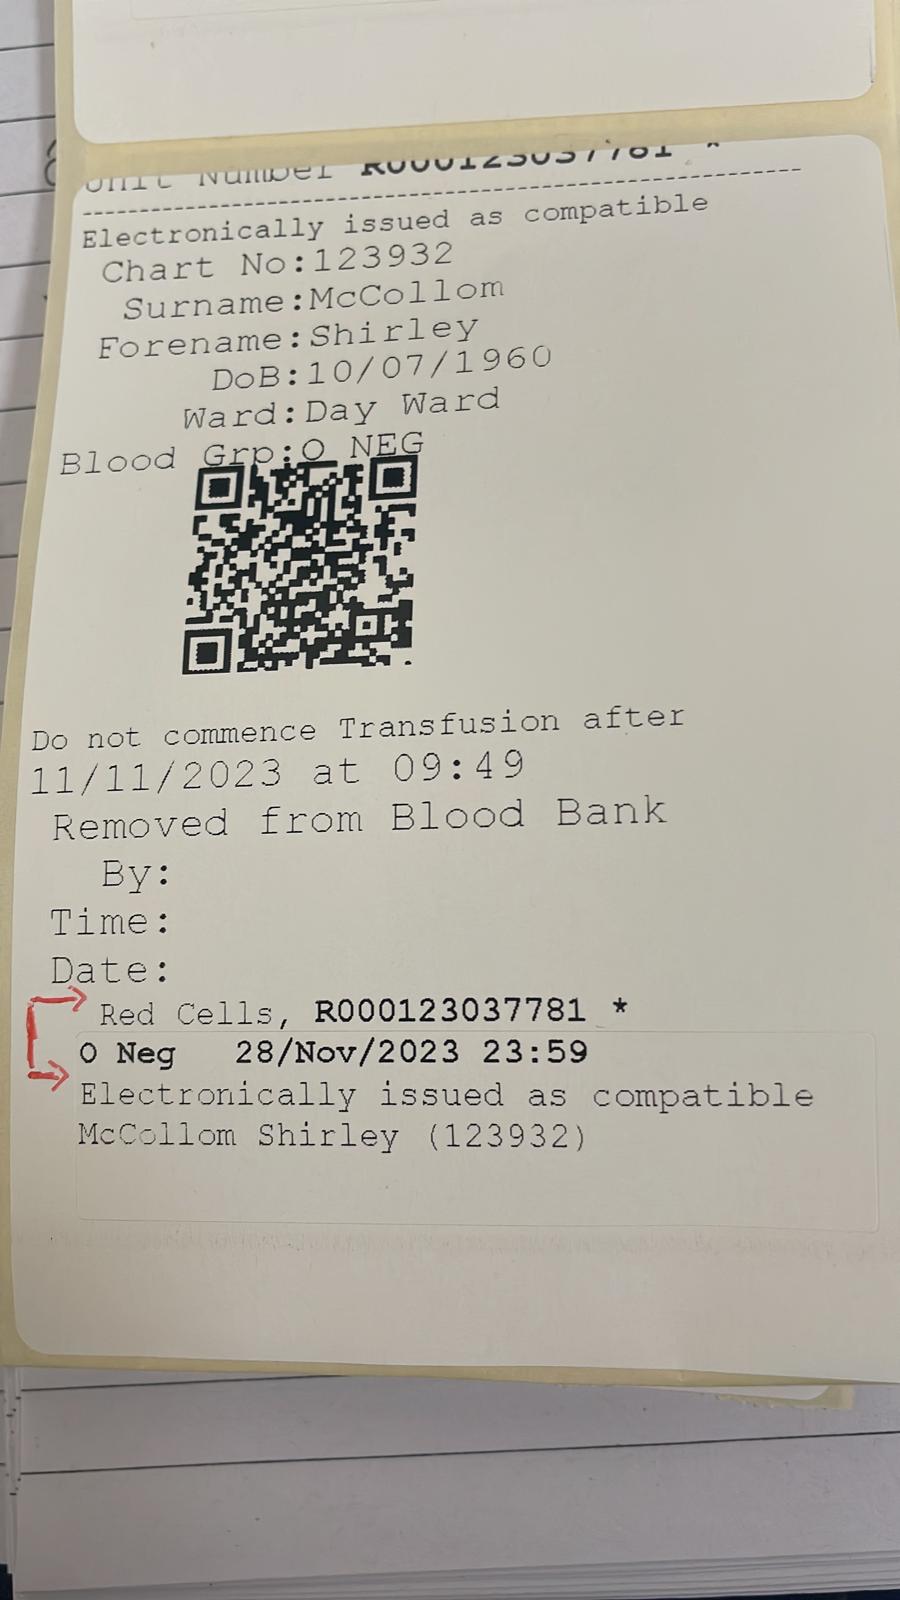 Unit Number R000123037781 *
Electronically issued as compatible
Chart No:123932
Surname:McCollom
Forename:Shirley
DoB:10/07/1960
Ward:Day Ward
Blood Grp:O NEG
Do not commence Transfusion after
11/11/2023 at 09:49
Removed from Blood Bank
By:
Time:
Date:
Red Cells, R000123037781 *
O Neg 28/Nov/2023 23:59
Electronically issued as compatible
McCollom Shirley (123932)